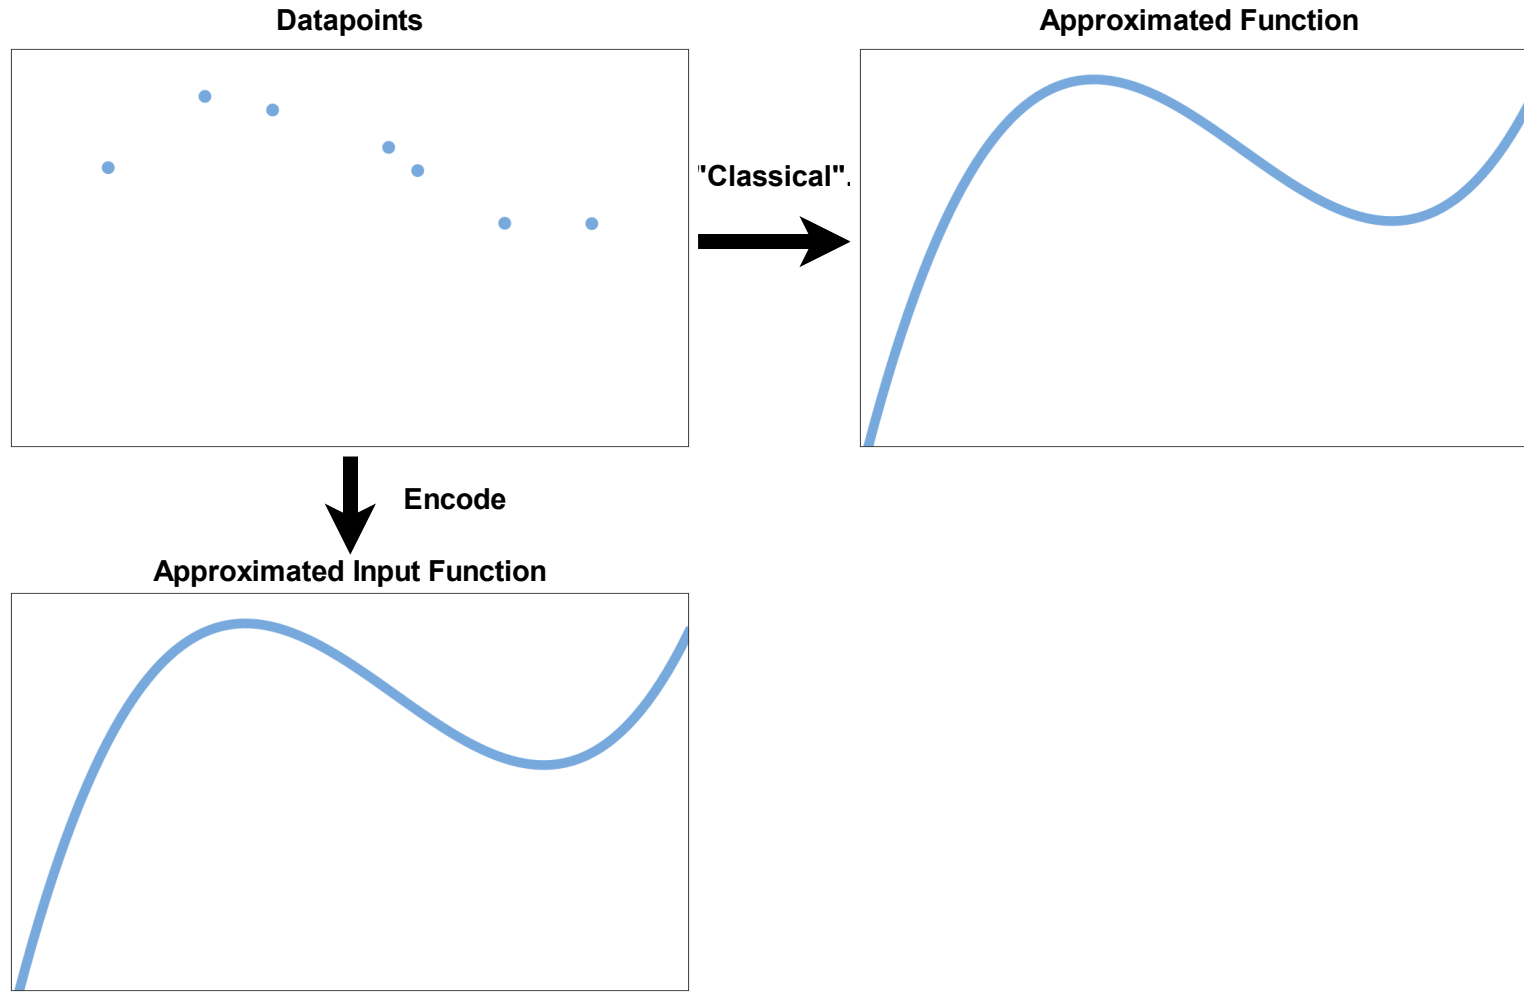 Datapoints
Approximated Function
"Classical".
Encode
Approximated Input Function